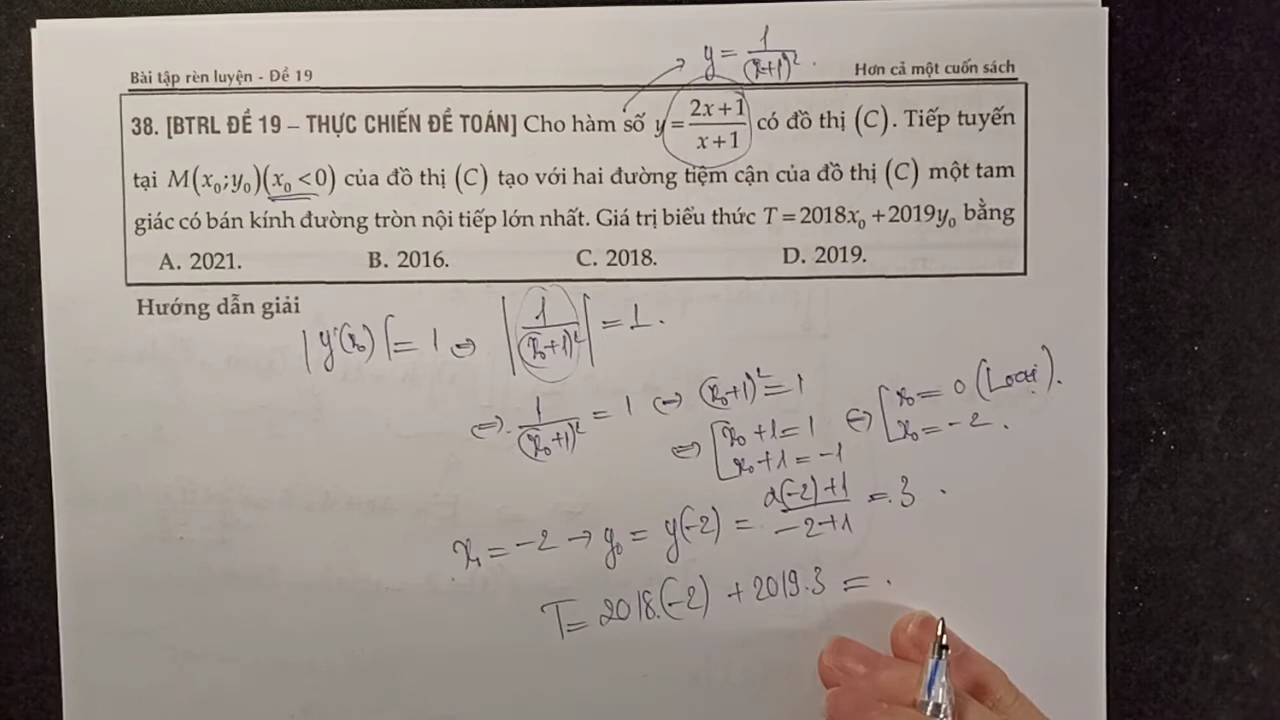 y = 1/(x+1)² .
Bài tập rèn luyện - Đề 19 Hơn cả một cuốn sách
38. [BTRL ĐỀ 19 – THỰC CHIẾN ĐỀ TOÁN] Cho hàm số y = (2x+1)/(x+1) có đồ thị (C). Tiếp tuyến
tại M(x₀;y₀)(x₀<0) của đồ thị (C) tạo với hai đường tiệm cận của đồ thị (C) một tam
giác có bán kính đường tròn nội tiếp lớn nhất. Giá trị biểu thức T = 2018x₀ + 2019y₀ bằng
A. 2021. B. 2016. C. 2018. D. 2019.
Hướng dẫn giải
|y'(x₀)| = 1 ⇔ |1/(x₀+1)²| = 1.
⇔ 1/(x₀+1)² = 1 ⇔ (x₀+1)² = 1
⇔ [x₀+1 = 1 ⇔ [x₀ = 0 (Loại).
x₀+1 = -1 x₀ = -2.
x₀ = -2 → y₀ = y(-2) = (2(-2)+1)/(-2+1) = 3 .
T = 2018.(-2) + 2019.3 = .